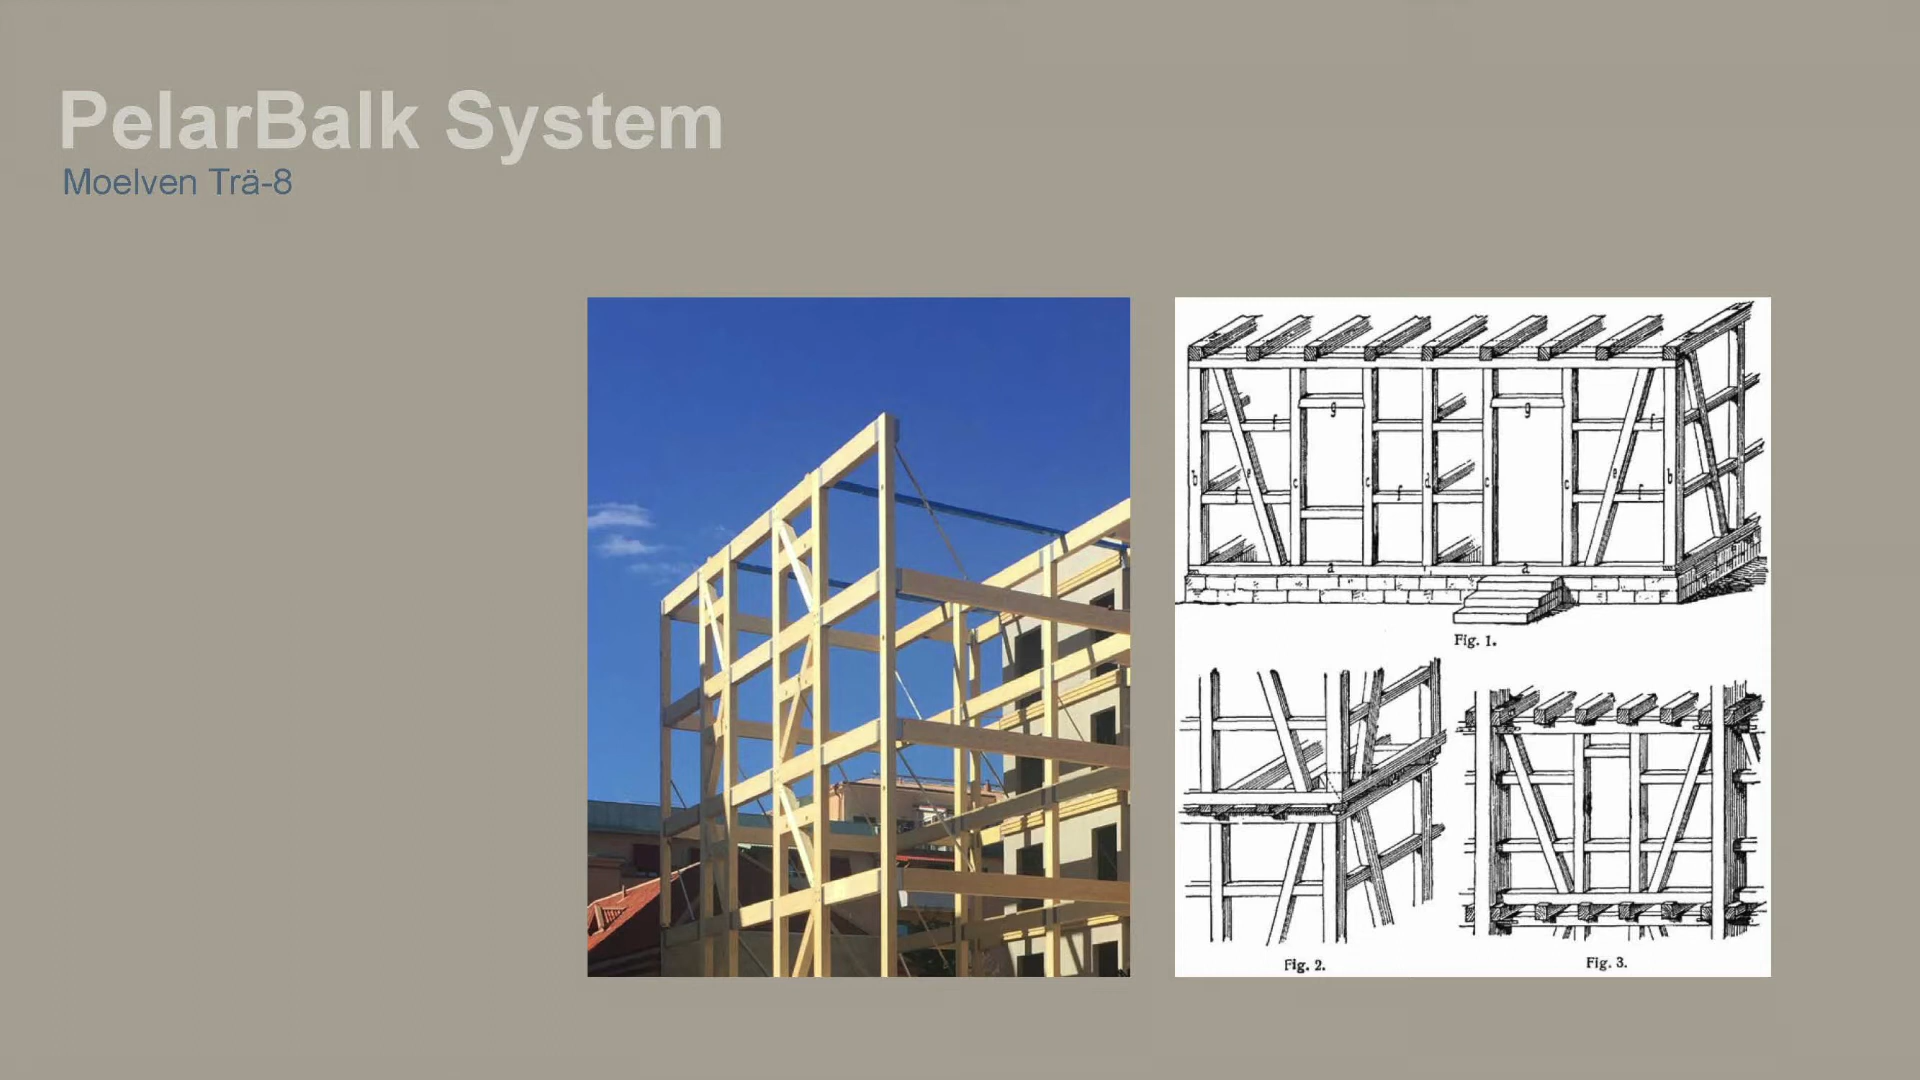 PelarBalk System
Moelven Trä-8
g
g
f
f
b
e
c
c
f
d
c
e
f
b
f
a
a
Fig. 1.
Fig. 2.
Fig. 3.